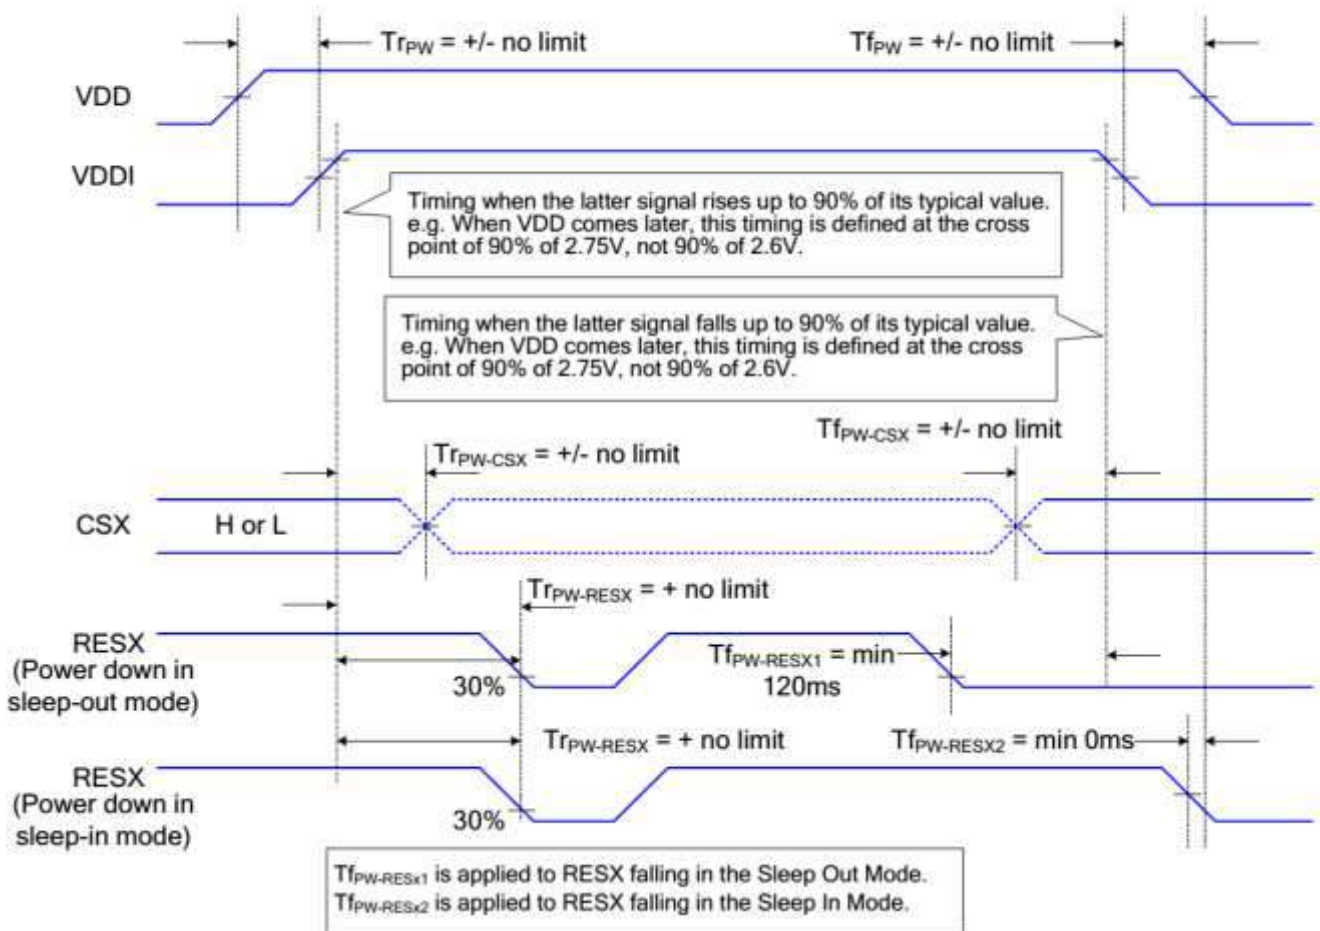 Tr_PW = +/- no limit
Tf_PW = +/- no limit
VDD
VDDI
Timing when the latter signal rises up to 90% of its typical value.
e.g. When VDD comes later, this timing is defined at the cross
point of 90% of 2.75V, not 90% of 2.6V.
Timing when the latter signal falls up to 90% of its typical value.
e.g. When VDD comes later, this timing is defined at the cross
point of 90% of 2.75V, not 90% of 2.6V.
Tf_PW-CSX = +/- no limit
Tr_PW-CSX = +/- no limit
CSX
H or L
Tr_PW-RESX = + no limit
RESX
(Power down in
sleep-out mode)
30%
Tf_PW-RESX1 = min
120ms
Tr_PW-RESX = + no limit
Tf_PW-RESX2 = min 0ms
RESX
(Power down in
sleep-in mode)
30%
Tf_PW-RESx1 is applied to RESX falling in the Sleep Out Mode.
Tf_PW-RESx2 is applied to RESX falling in the Sleep In Mode.